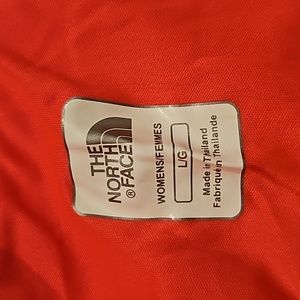 THE
NORTH
FACE®
WOMENS/FEMMES
L/G
Made in Thailand
Fabriqué en Thaïlande